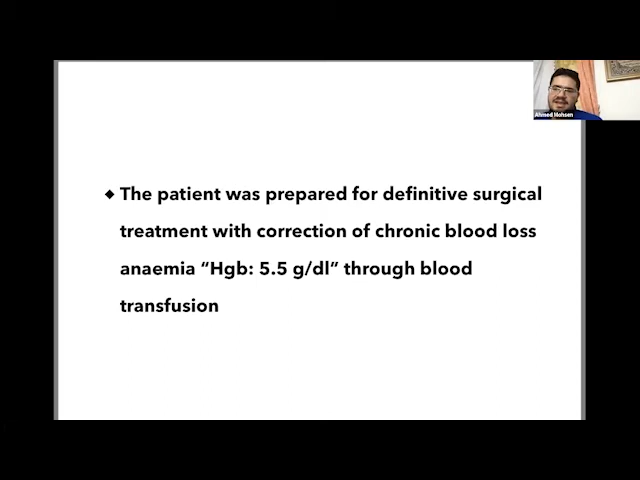 Ahmed Mohsen
The patient was prepared for definitive surgical
treatment with correction of chronic blood loss
anaemia “Hgb: 5.5 g/dl” through blood
transfusion